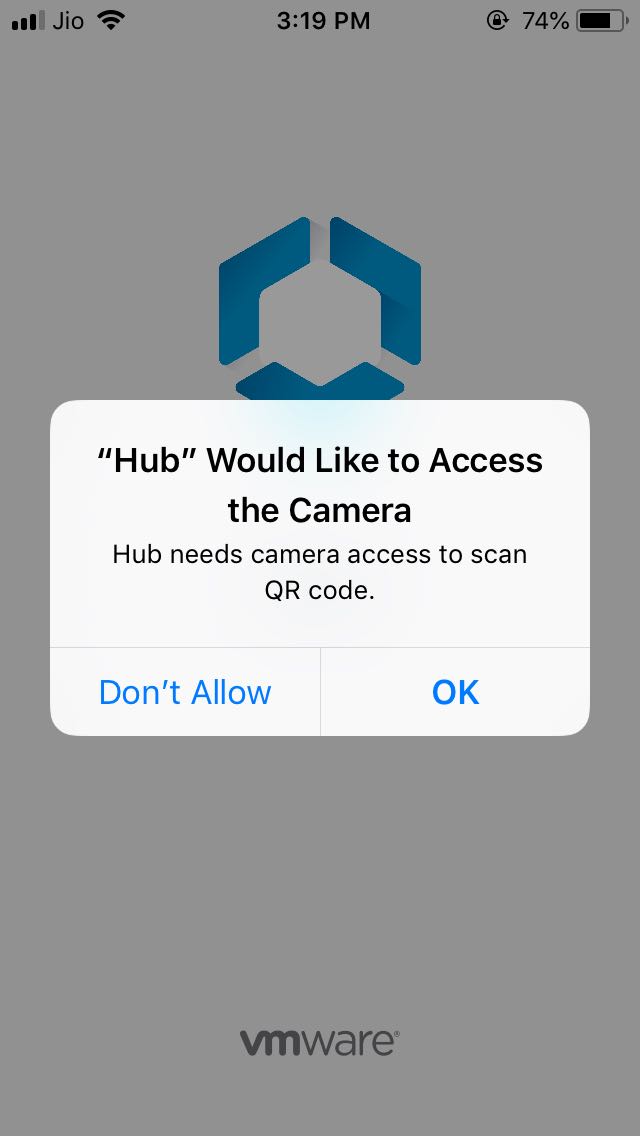 Jio 3:19 PM 74%
“Hub” Would Like to Access
the Camera
Hub needs camera access to scan
QR code.
Don’t Allow OK
vmware®